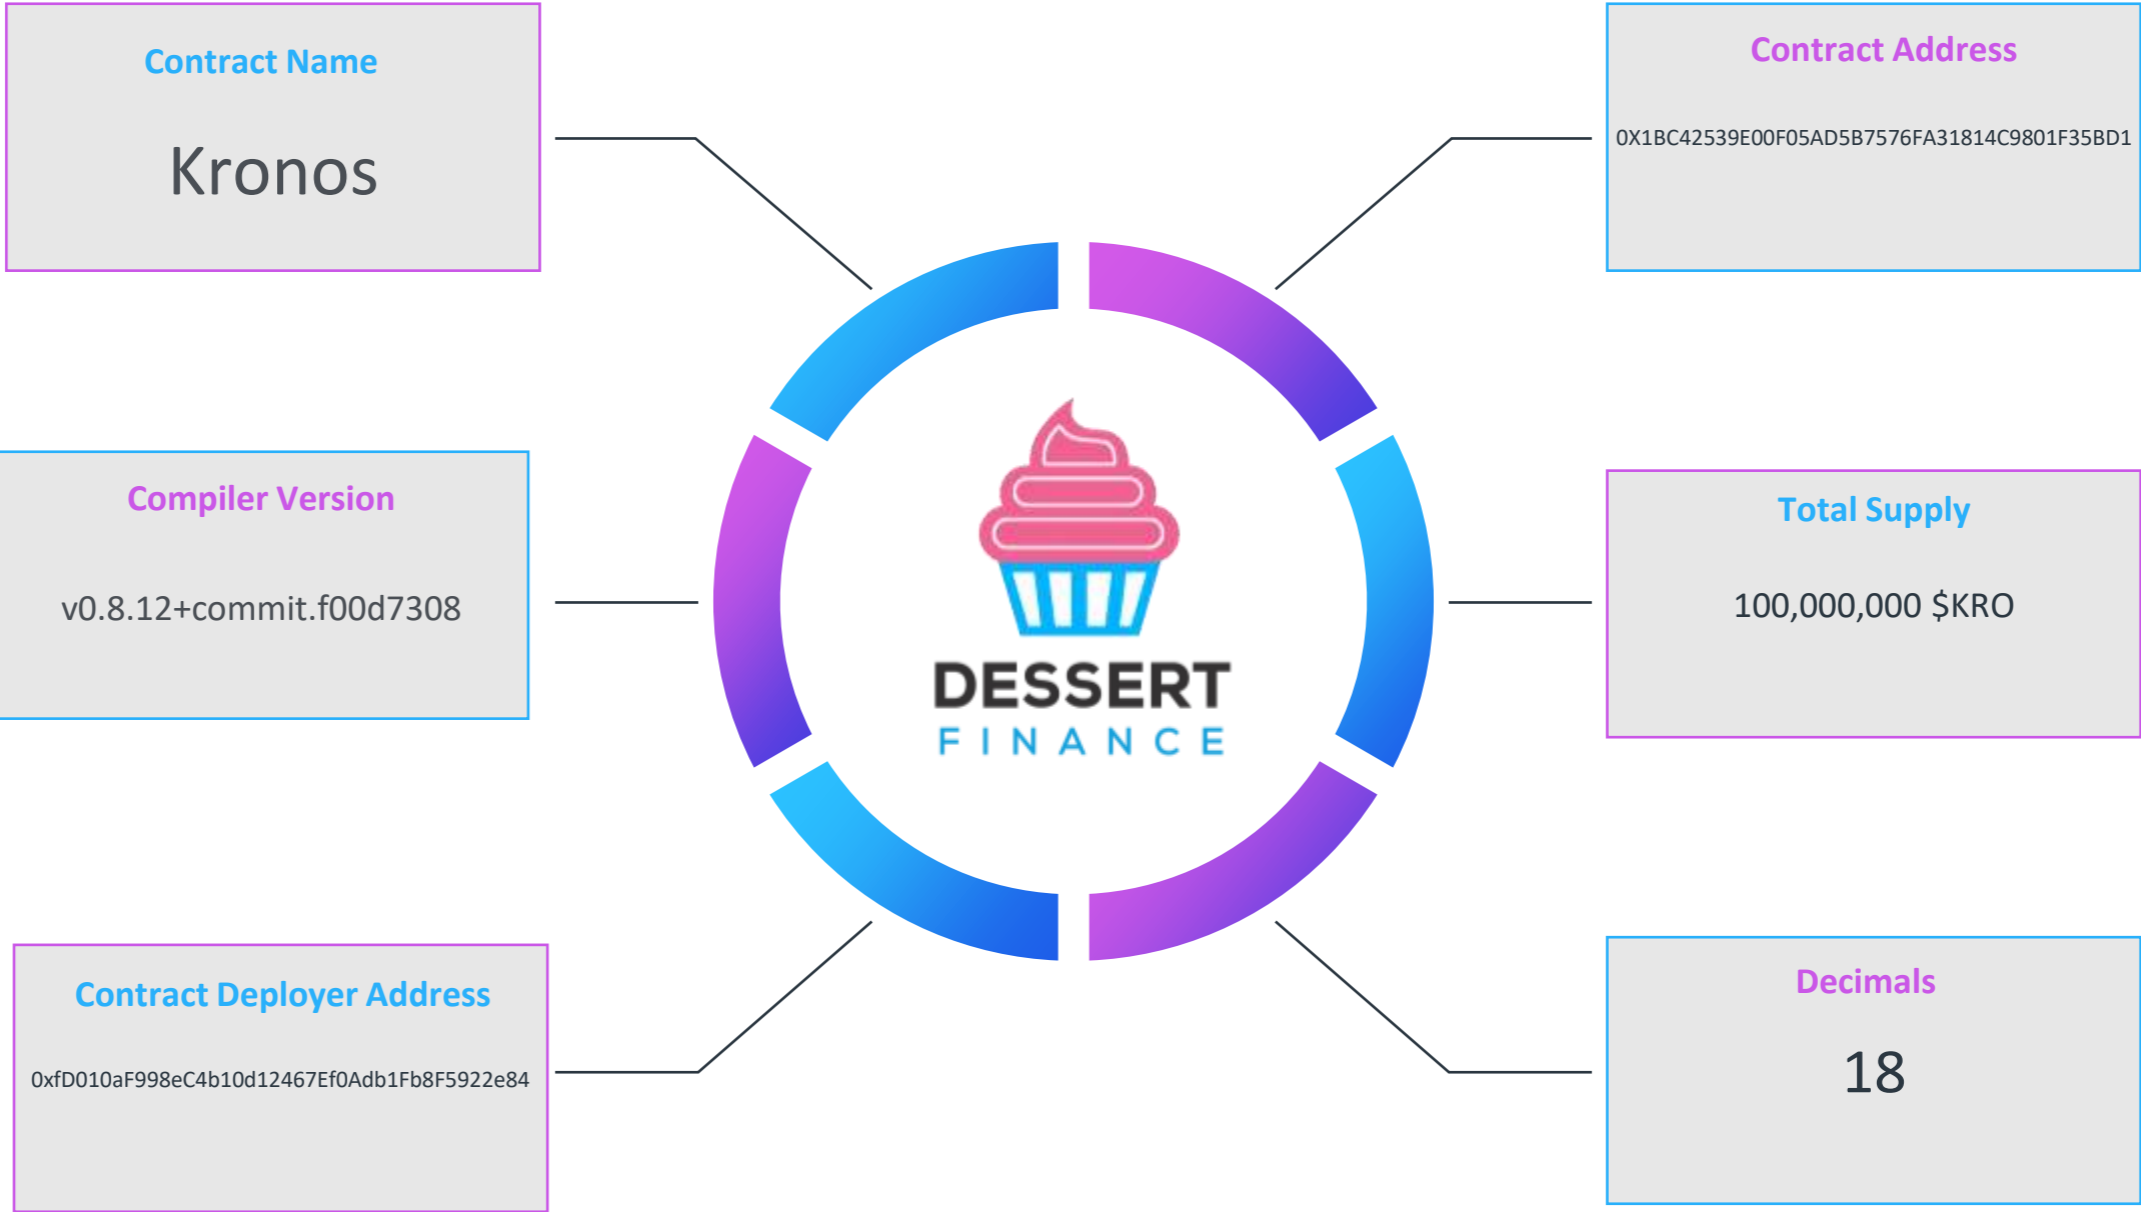 Contract Name
Kronos
Contract Address
0X1BC42539E00F05AD5B7576FA31814C9801F35BD1
Compiler Version
v0.8.12+commit.f00d7308
DESSERT
FINANCE
Total Supply
100,000,000 $KRO
Contract Deployer Address
0xfD010aF998eC4b10d12467Ef0Adb1Fb8F5922e84
Decimals
18